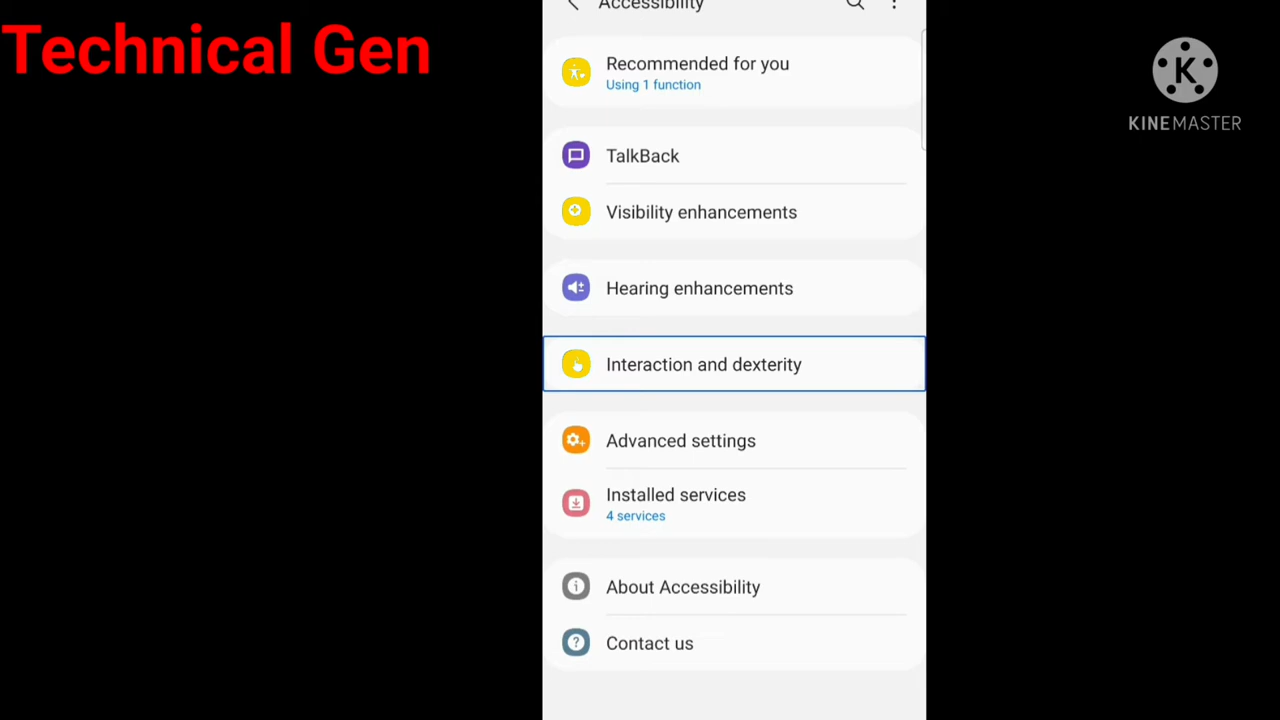 Technical Gen
Accessibility
Recommended for you
Using 1 function
TalkBack
Visibility enhancements
Hearing enhancements
Interaction and dexterity
Advanced settings
Installed services
4 services
About Accessibility
Contact us
K
KINEMASTER